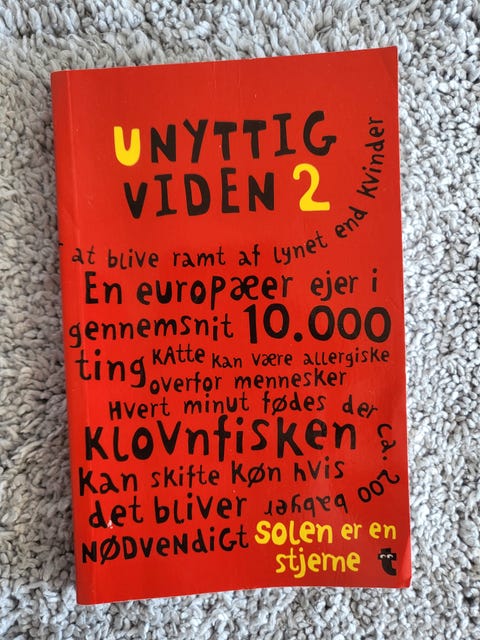 UNYTTIG
VIDEN 2
at blive ramt af lynet end kvinder
En europæer ejer i
gennemsnit 10.000
ting Katte kan være allergiske
overfor mennesker
Hvert minut fødes der ca. 200 babyer
Klovnfisken
kan skifte køn hvis
det bliver
nødvendigt Solen er en
stjerne
t